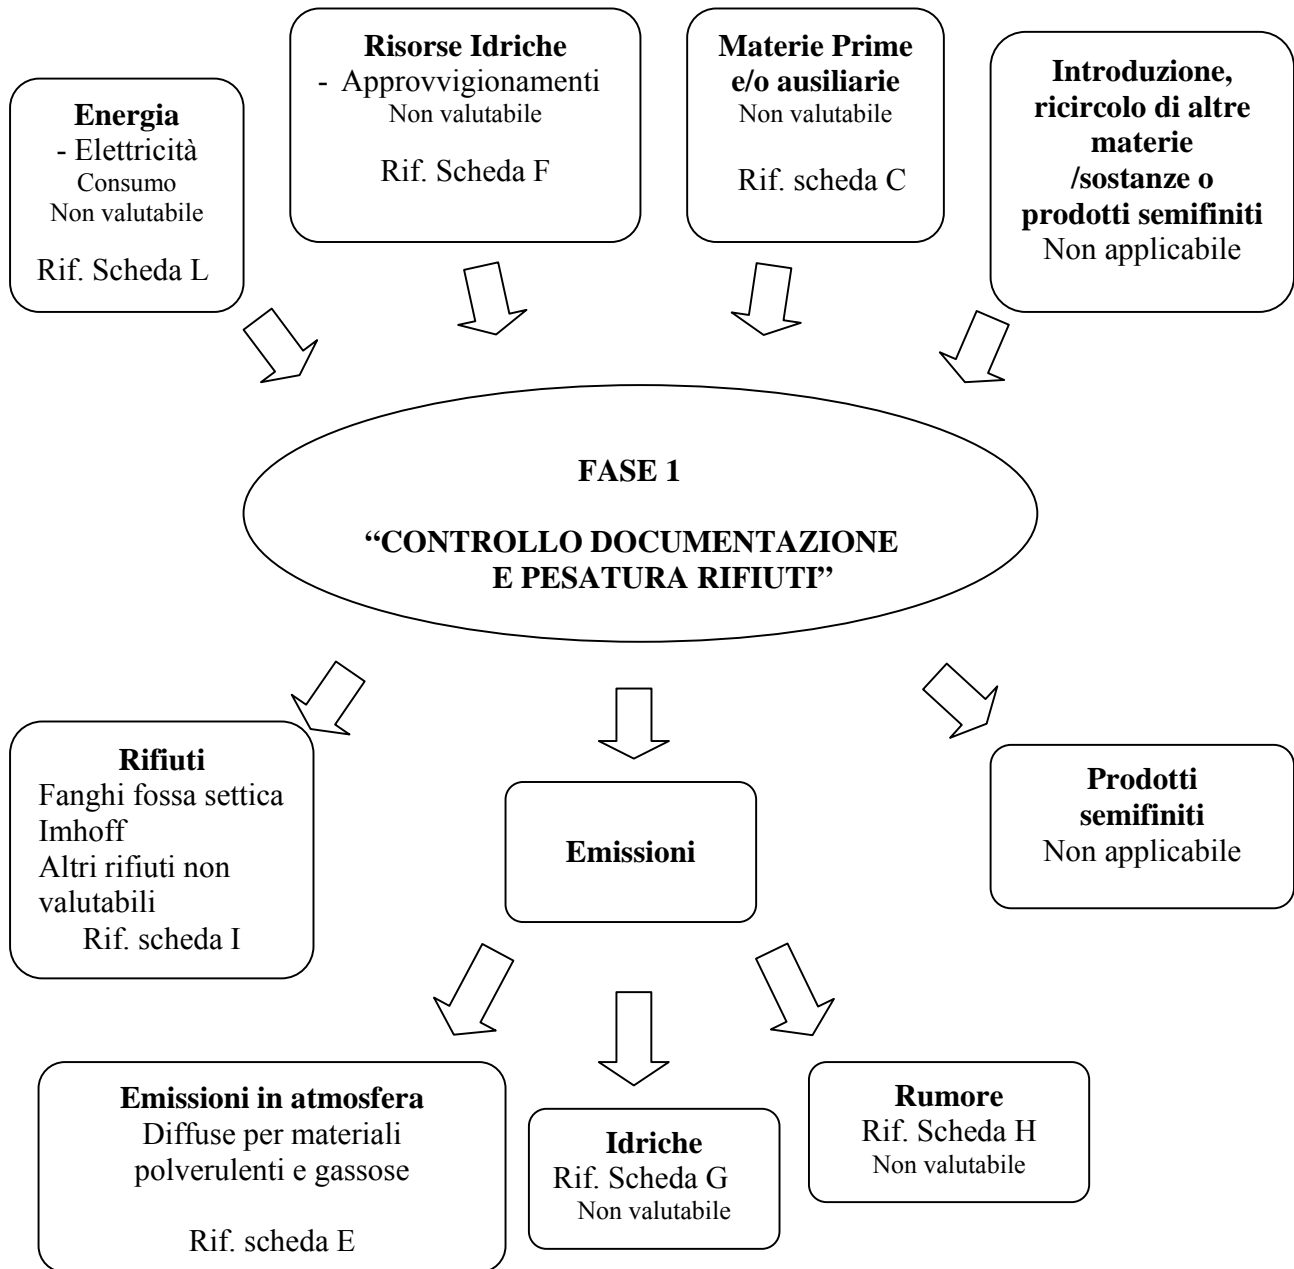 Energia
- Elettricità
Consumo
Non valutabile
Rif. Scheda L
Risorse Idriche
- Approvvigionamenti
Non valutabile
Rif. Scheda F
Materie Prime
e/o ausiliarie
Non valutabile
Rif. scheda C
Introduzione,
ricircolo di altre
materie
/sostanze o
prodotti semifiniti
Non applicabile
FASE 1
“CONTROLLO DOCUMENTAZIONE
E PESATURA RIFIUTI”
Rifiuti
Fanghi fossa settica
Imhoff
Altri rifiuti non
valutabili
Rif. scheda I
Emissioni
Prodotti
semifiniti
Non applicabile
Emissioni in atmosfera
Diffuse per materiali
polverulenti e gassose
Rif. scheda E
Idriche
Rif. Scheda G
Non valutabile
Rumore
Rif. Scheda H
Non valutabile